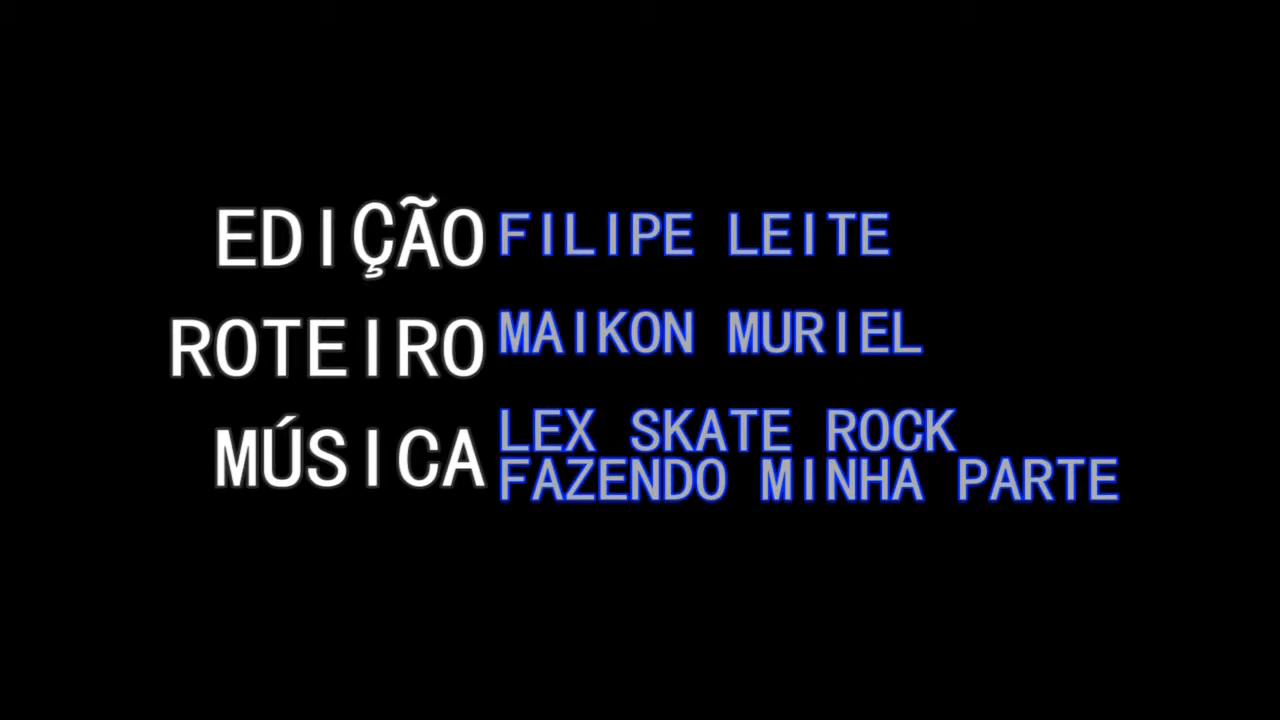 EDIÇÃO FILIPE LEITE
ROTEIRO MAIKON MURIEL
MÚSICA LEX SKATE ROCK
FAZENDO MINHA PARTE